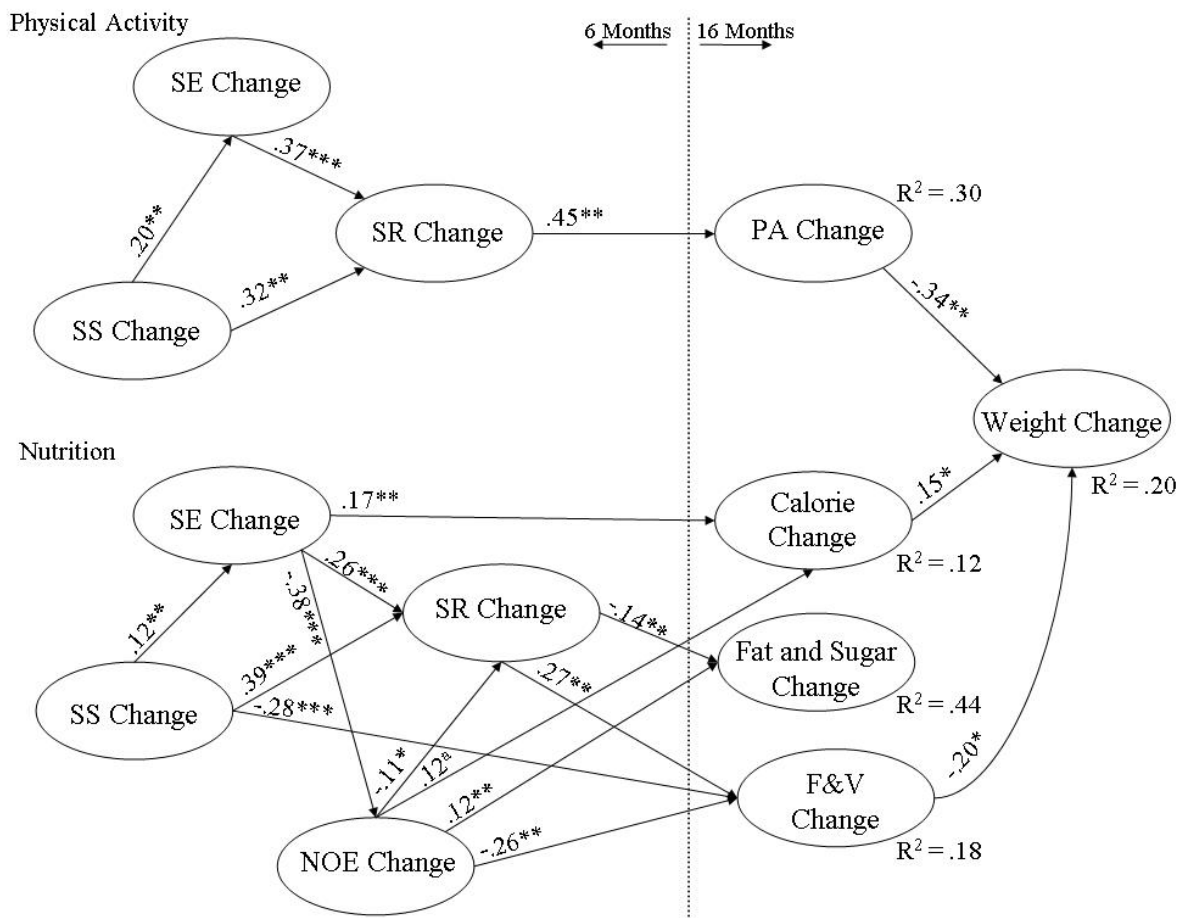 Physical Activity
6 Months
16 Months
SE Change
.37***
.20**
SR Change
.45**
PA Change
R² = .30
.32**
SS Change
-.34**
Weight Change
R² = .20
Nutrition
SE Change
.17**
Calorie
Change
.15*
R² = .12
.26***
-.38***
.12**
SR Change
-.14**
Fat and Sugar
Change
R² = .44
.39***
SS Change
-.28***
.27**
-.11*
.12ª
.12**
F&V
Change
-.20*
R² = .18
NOE Change
-.26**